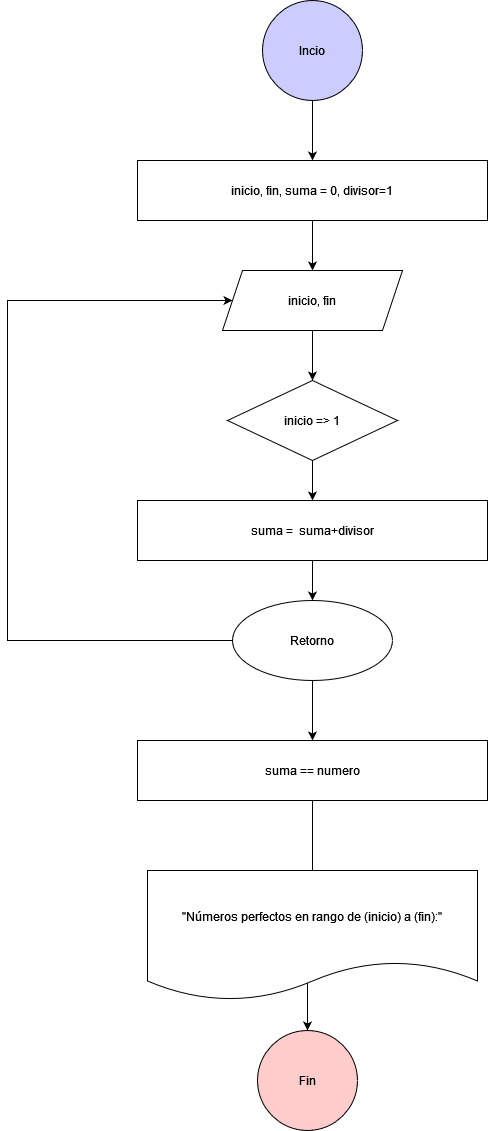 Incio
inicio, fin, suma = 0, divisor=1
inicio, fin
inicio => 1
suma = suma+divisor
Retorno
suma == numero
"Números perfectos en rango de (inicio) a (fin):"
Fin